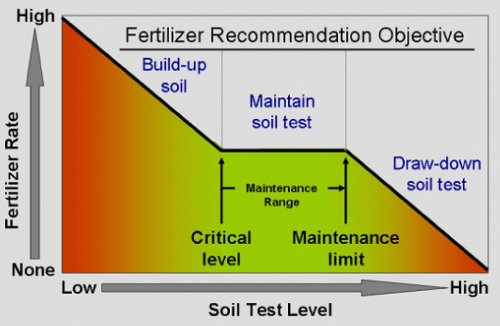 Fertilizer Recommendation Objective
High
Build-up
soil
Maintain
soil test
Draw-down
soil test
Fertilizer Rate
Maintenance
Range
Critical
level
Maintenance
limit
None
Low
High
Soil Test Level